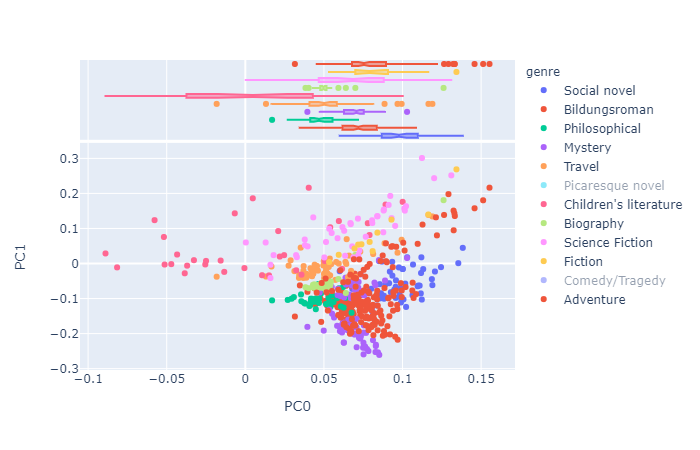 genre
Social novel
Bildungsroman
Philosophical
Mystery
Travel
Picaresque novel
Children's literature
Biography
Science Fiction
Fiction
Comedy/Tragedy
Adventure
0.3
0.2
0.1
0
−0.1
−0.2
−0.3
PC1
−0.1
−0.05
0
0.05
0.1
0.15
PC0